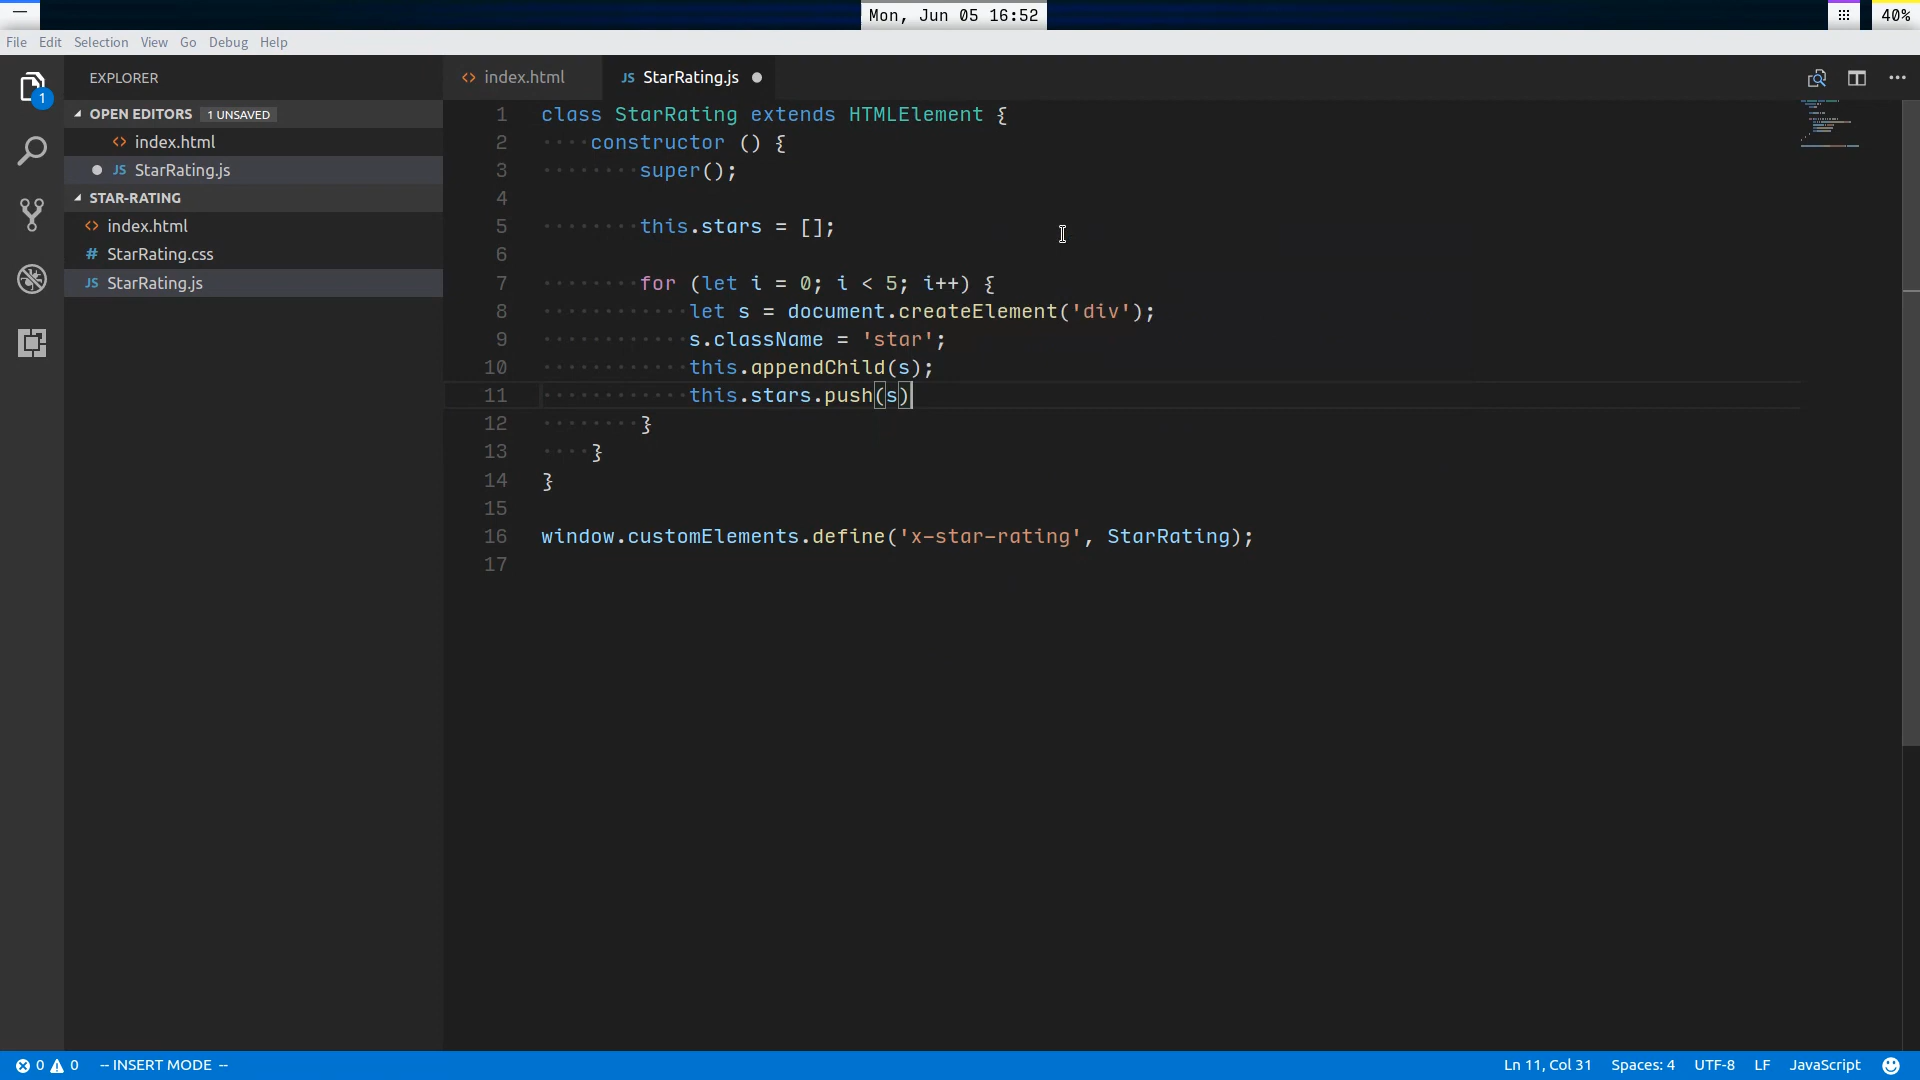 Mon, Jun 05 16:52
40%
File Edit Selection View Go Debug Help
EXPLORER
OPEN EDITORS 1 UNSAVED
index.html
JS StarRating.js
STAR-RATING
index.html
# StarRating.css
JS StarRating.js
1
index.html
JS StarRating.js
1 class StarRating extends HTMLElement {
2 constructor () {
3 super();
4
5 this.stars = [];
6
7 for (let i = 0; i < 5; i++) {
8 let s = document.createElement('div');
9 s.className = 'star';
10 this.appendChild(s);
11 this.stars.push(s)
12 }
13 }
14 }
15
16 window.customElements.define('x-star-rating', StarRating);
17
0 0 -- INSERT MODE --
Ln 11, Col 31 Spaces: 4 UTF-8 LF JavaScript